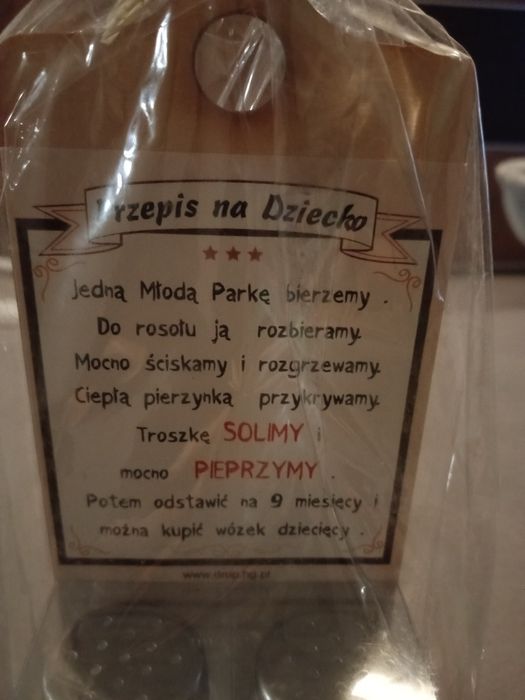 Przepis na Dziecko
Jedną Młodą Parkę bierzemy .
Do rosołu ją rozbieramy.
Mocno ściskamy i rozgrzewamy.
Ciepłą pierzynką przykrywamy.
Troszkę SOLIMY i
mocno PIEPRZYMY .
Potem odstawić na 9 miesięcy i
można kupić wózek dziecięcy .